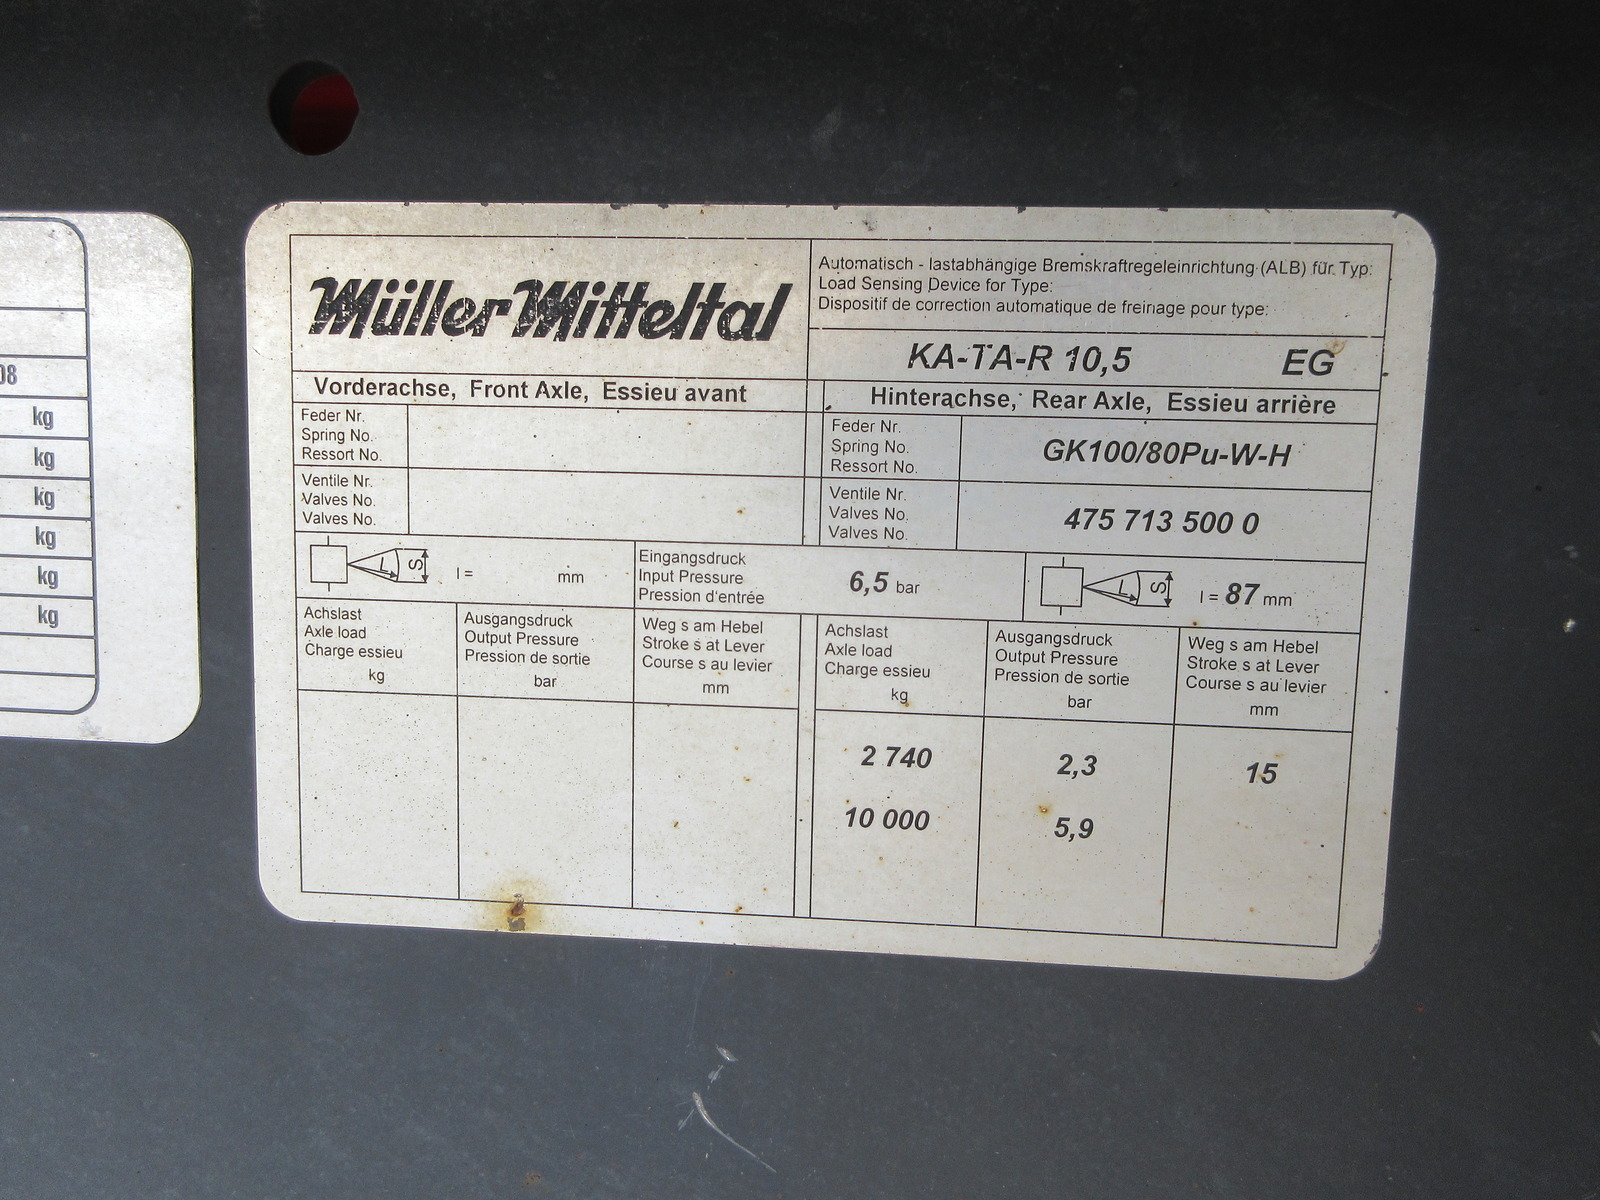 08
kg
kg
kg
kg
kg
kg
Müller Mitteltal
Automatisch - lastabhängige Bremskraftregeleinrichtung (ALB) für Typ:
Load Sensing Device for Type:
Dispositif de correction automatique de freinage pour type:
KA-TA-R 10,5 EG
Vorderachse, Front Axle, Essieu avant
Hinterachse, Rear Axle, Essieu arrière
Feder Nr.
Spring No.
Ressort No.
Feder Nr.
Spring No.
Ressort No.
GK100/80Pu-W-H
Ventile Nr.
Valves No.
Valves No.
Ventile Nr.
Valves No.
Valves No.
475 713 500 0
L S l = mm
Eingangsdruck
Input Pressure
Pression d'entrée
6,5 bar
L S l = 87 mm
Achslast
Axle load
Charge essieu
kg
Ausgangsdruck
Output Pressure
Pression de sortie
bar
Weg s am Hebel
Stroke s at Lever
Course s au levier
mm
Achslast
Axle load
Charge essieu
kg
Ausgangsdruck
Output Pressure
Pression de sortie
bar
Weg s am Hebel
Stroke s at Lever
Course s au levier
mm
2 740 2,3 15
10 000 5,9